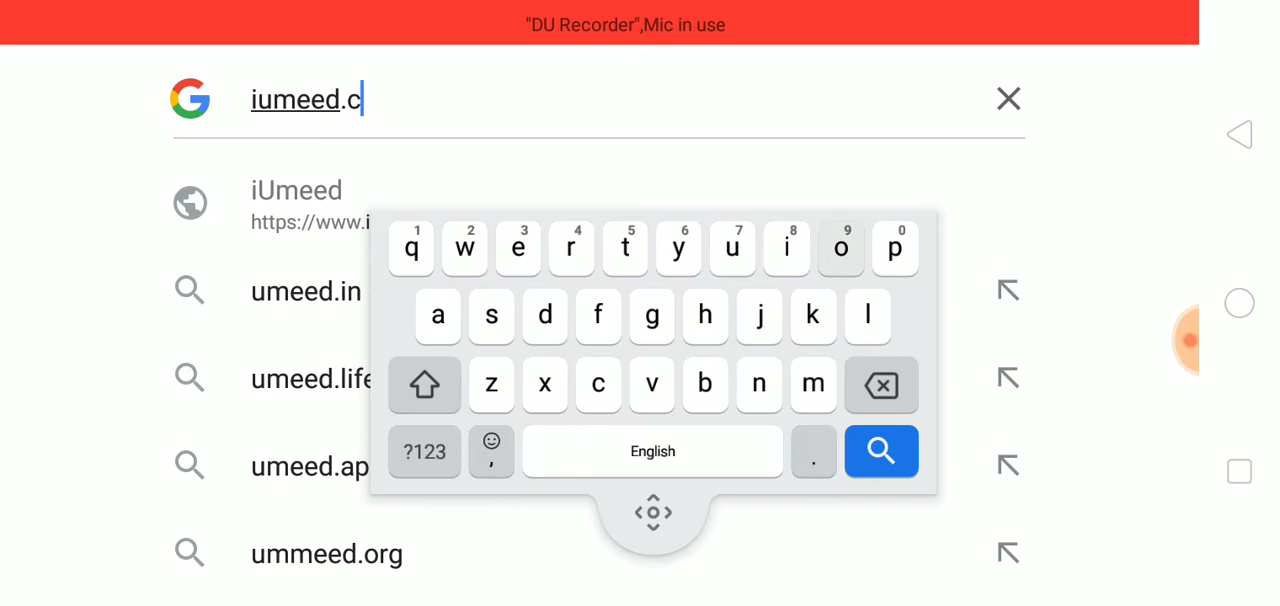 "DU Recorder",Mic in use
iumeed.c
iUmeed
https://www.i
umeed.in
umeed.life
umeed.ap
ummeed.org
1 2 3 4 5 6 7 8 9 0
q w e r t y u i o p
a s d f g h j k l
z x c v b n m
?123 , English .